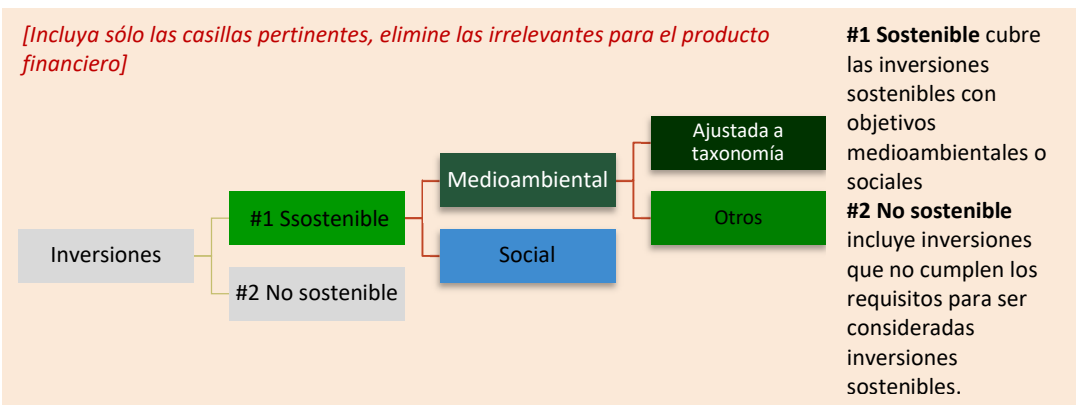 [Incluya sólo las casillas pertinentes, elimine las irrelevantes para el producto
financiero]
Inversiones
#1 Ssostenible
#2 No sostenible
Medioambiental
Social
Ajustada a
taxonomía
Otros
#1 Sostenible cubre
las inversiones
sostenibles con
objetivos
medioambientales o
sociales
#2 No sostenible
incluye inversiones
que no cumplen los
requisitos para ser
consideradas
inversiones
sostenibles.